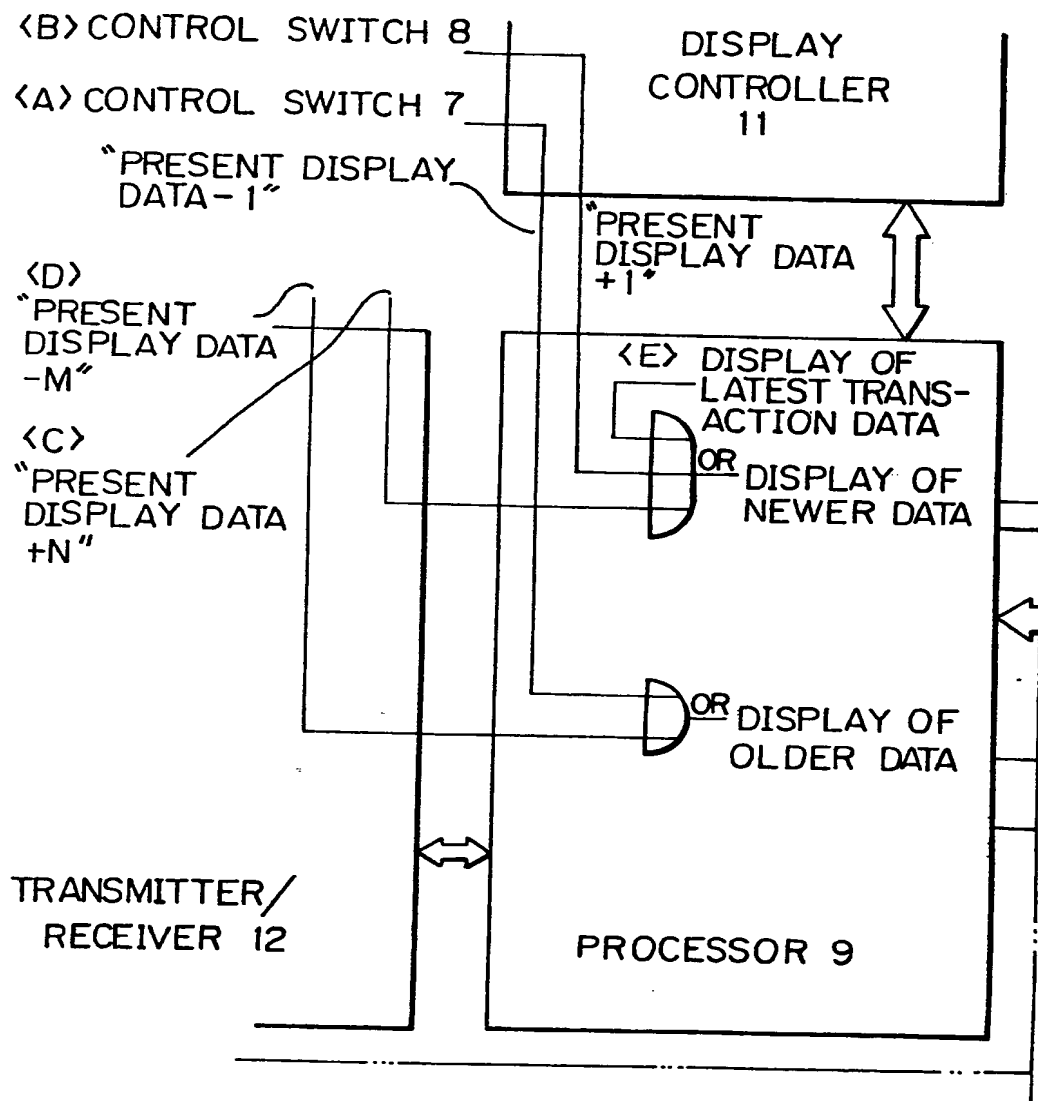 <B> CONTROL SWITCH 8
<A> CONTROL SWITCH 7
"PRESENT DISPLAY
DATA-1"
DISPLAY
CONTROLLER
11
"PRESENT
DISPLAY DATA
+1"
<D>
"PRESENT
DISPLAY DATA
-M"
<C>
"PRESENT
DISPLAY DATA
+N"
<E> DISPLAY OF
LATEST TRANS-
ACTION DATA
OR
DISPLAY OF
NEWER DATA
OR
DISPLAY OF
OLDER DATA
TRANSMITTER/
RECEIVER 12
PROCESSOR 9